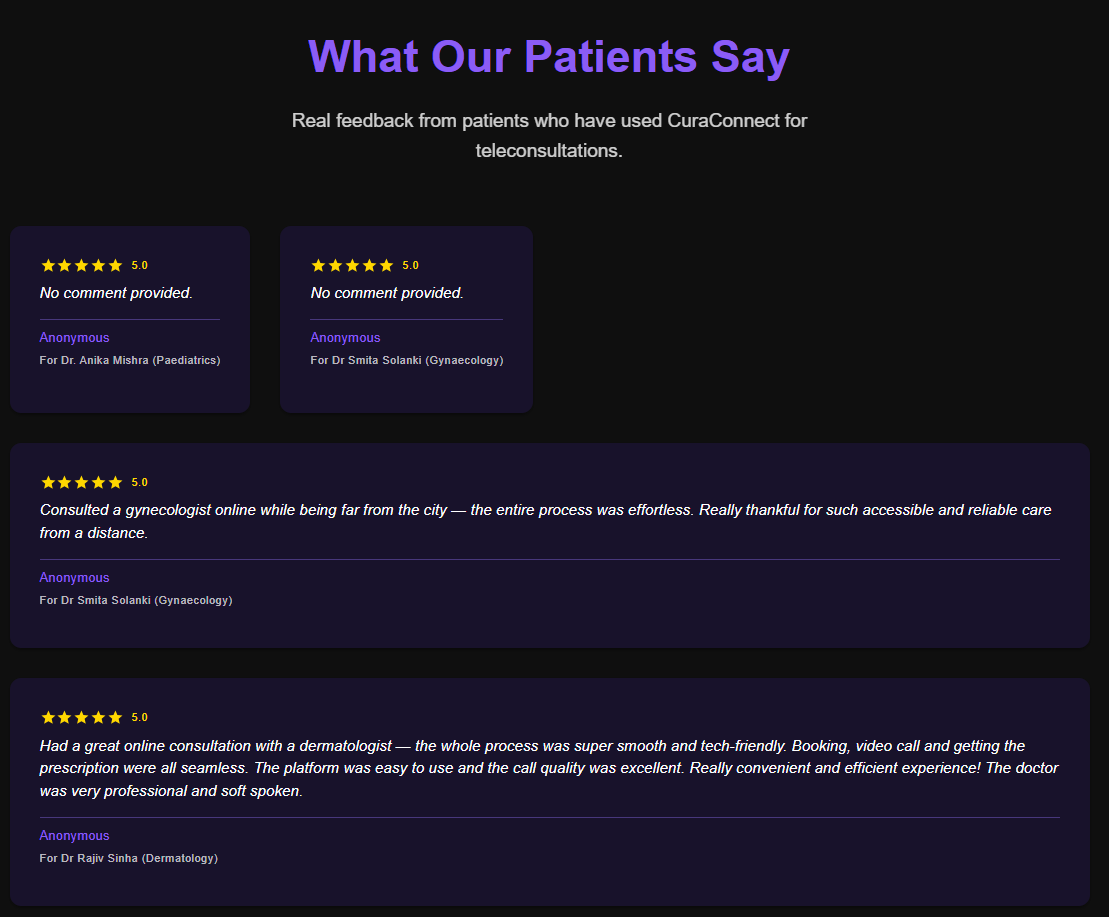 What Our Patients Say
Real feedback from patients who have used CuraConnect for
teleconsultations.
5.0
No comment provided.
Anonymous
For Dr. Anika Mishra (Paediatrics)
5.0
No comment provided.
Anonymous
For Dr Smita Solanki (Gynaecology)
5.0
Consulted a gynecologist online while being far from the city — the entire process was effortless. Really thankful for such accessible and reliable care
from a distance.
Anonymous
For Dr Smita Solanki (Gynaecology)
5.0
Had a great online consultation with a dermatologist — the whole process was super smooth and tech-friendly. Booking, video call and getting the
prescription were all seamless. The platform was easy to use and the call quality was excellent. Really convenient and efficient experience! The doctor
was very professional and soft spoken.
Anonymous
For Dr Rajiv Sinha (Dermatology)